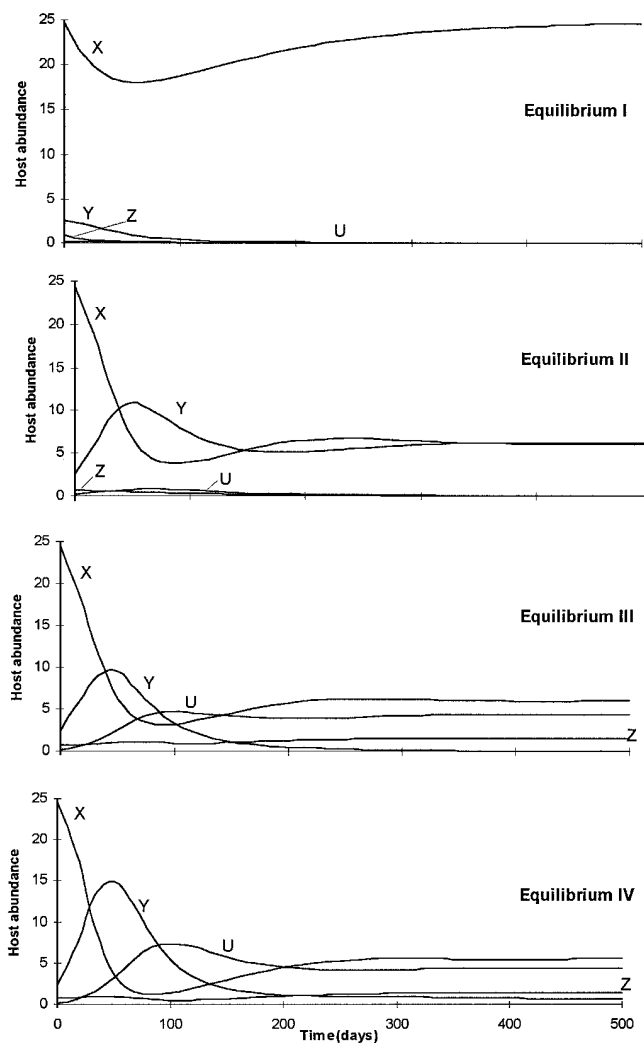 25
X
20
15
Host abundance
Equilibrium I
10
5
Y
Z
U
0
25
X
20
15
Host abundance
Equilibrium II
10
Y
5
Z
U
0
25
X
20
15
Host abundance
Equilibrium III
10
Y
U
5
Z
0
25
X
20
15
Host abundance
Equilibrium IV
Y
10
U
5
Z
0
0 100 200 300 400 500
Time(days)